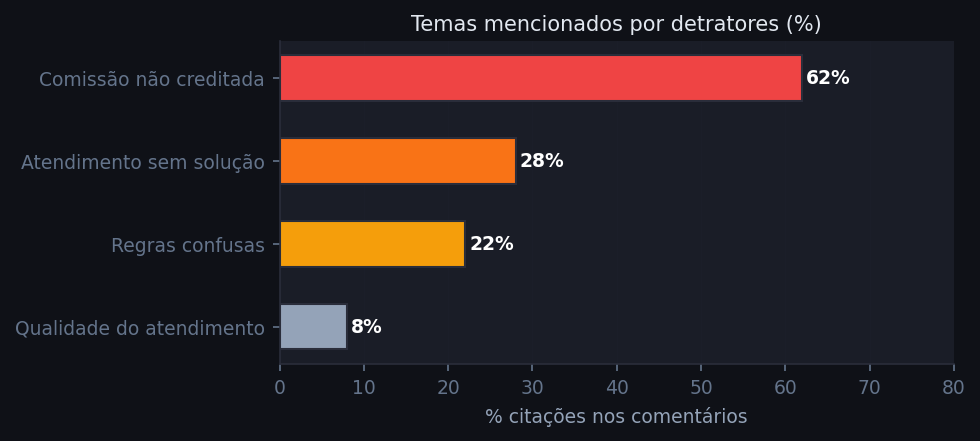 Temas mencionados por detratores (%)
Comissão não creditada 62%
Atendimento sem solução 28%
Regras confusas 22%
Qualidade do atendimento 8%
0 10 20 30 40 50 60 70 80
% citações nos comentários